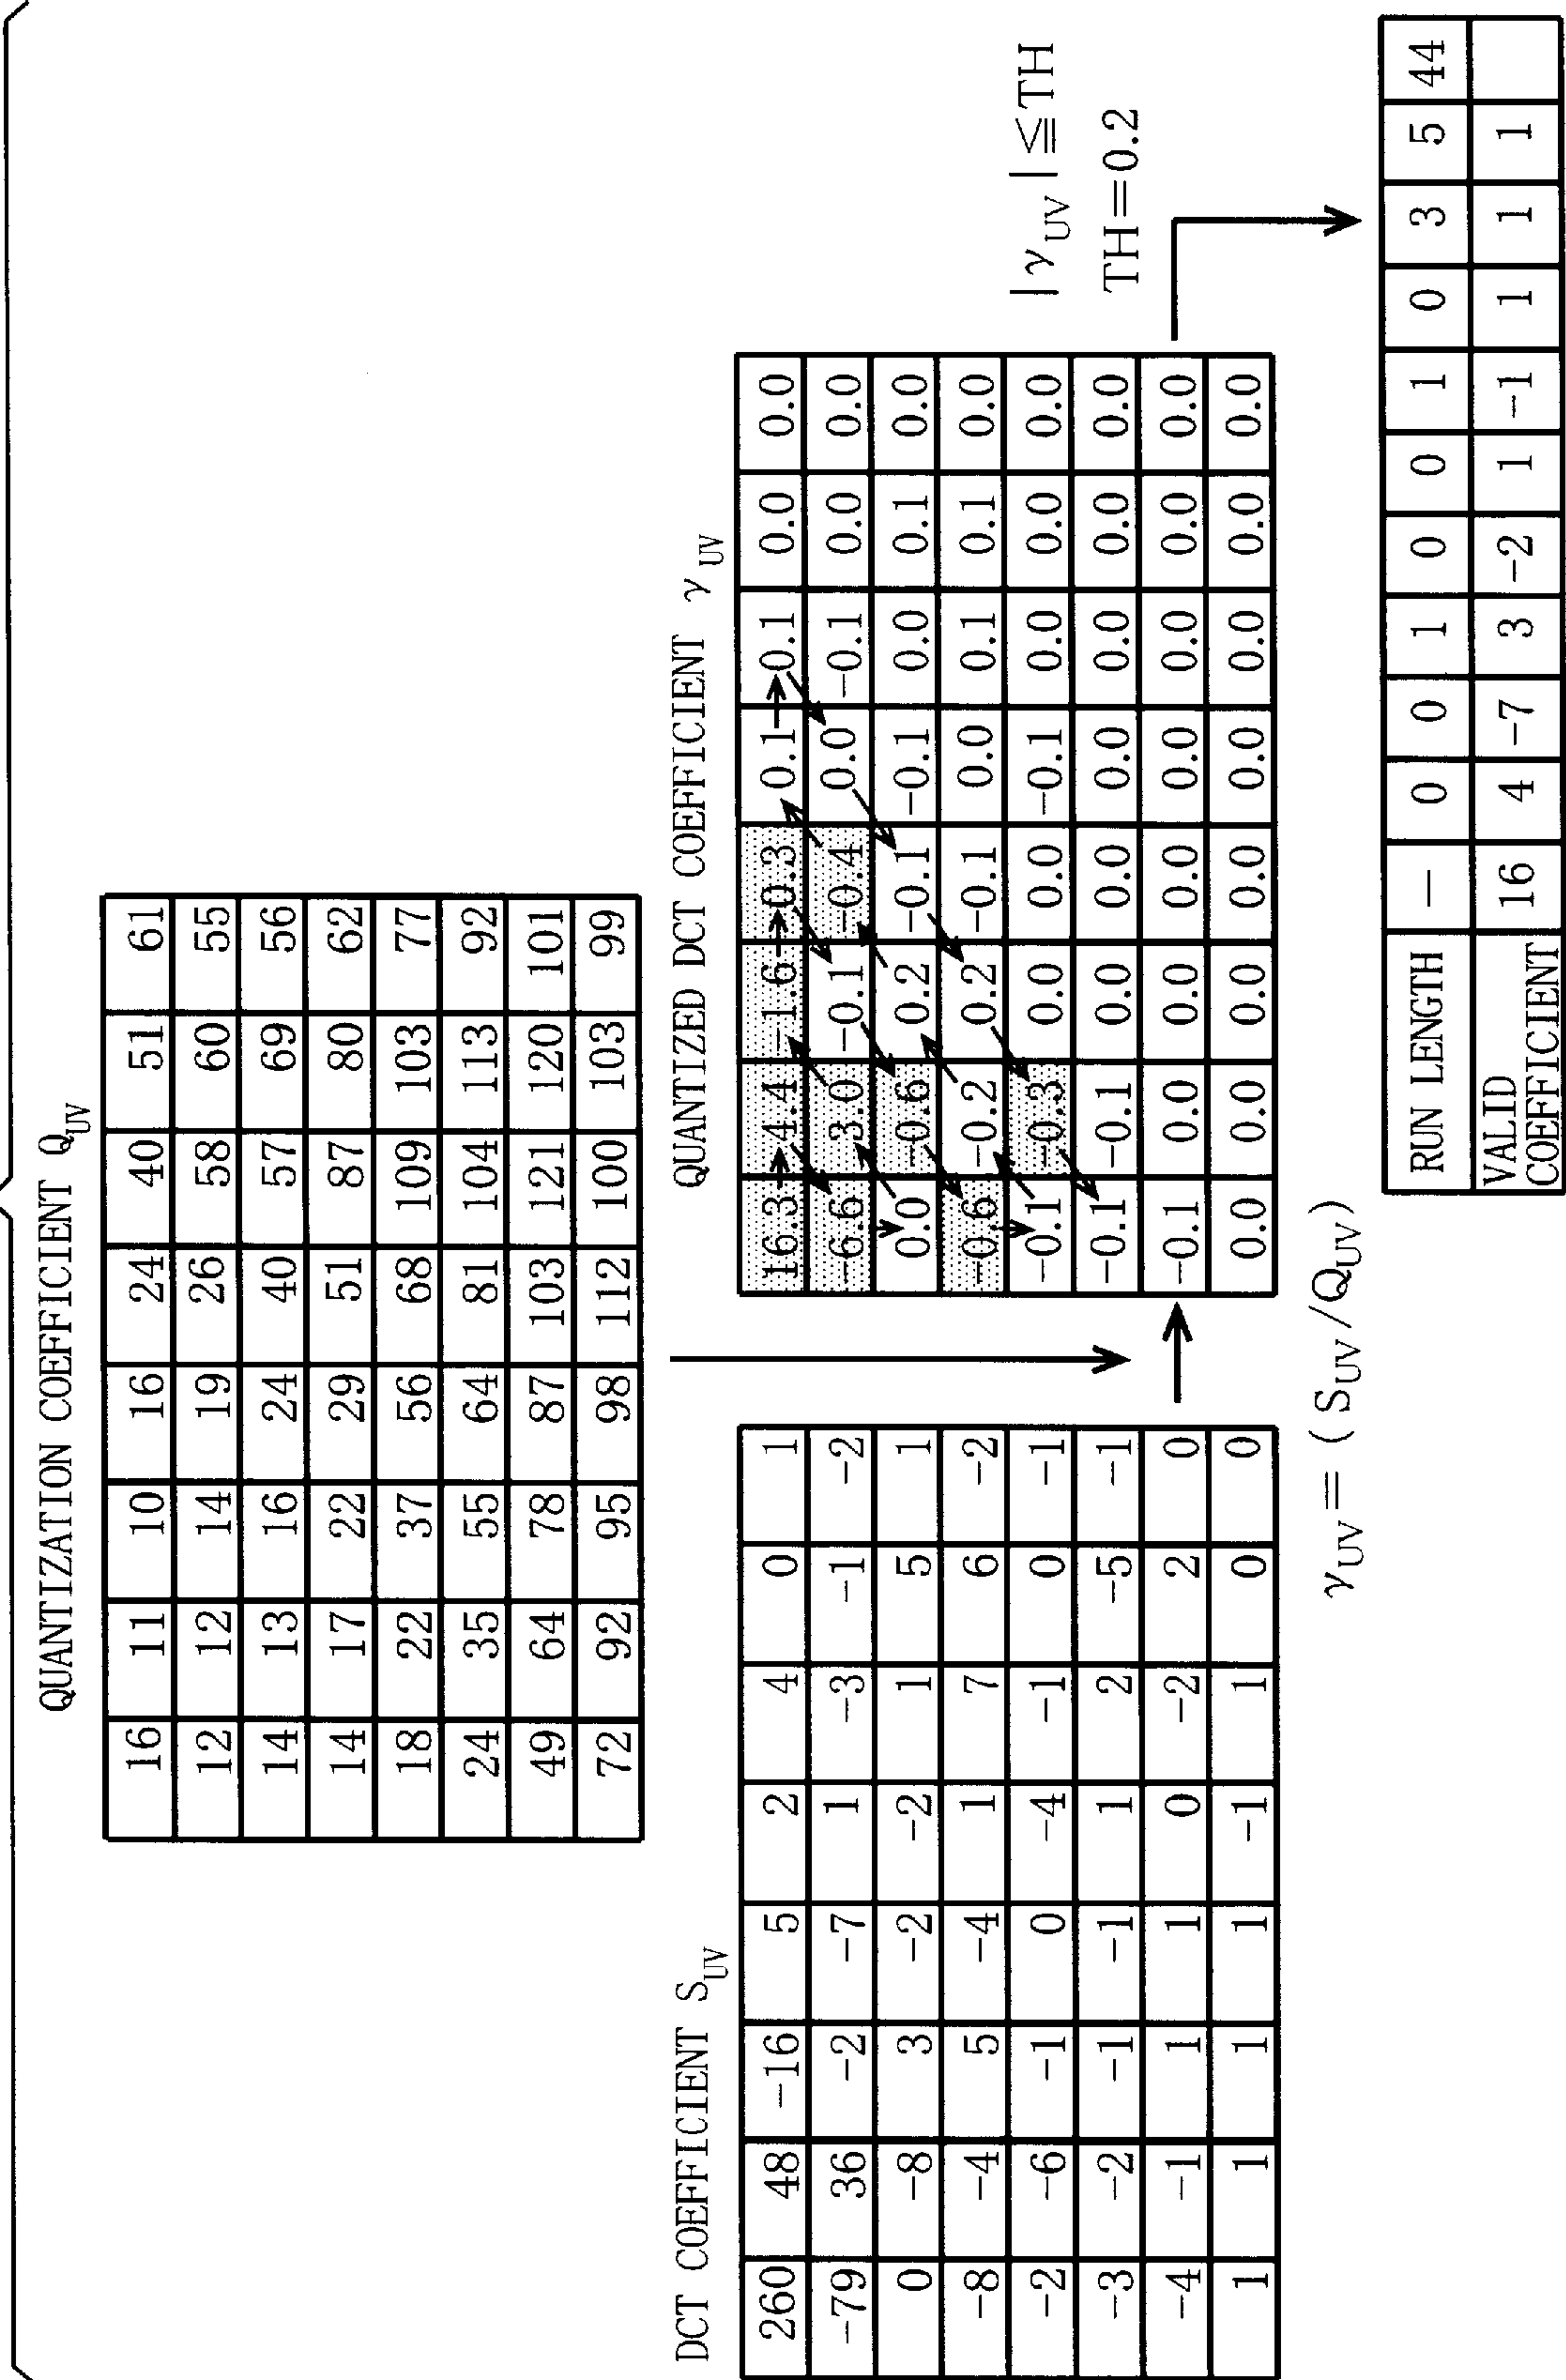 QUANTIZATION COEFFICIENT Q_UV
16 11 10 16 24 40 51 61
12 12 14 19 26 58 60 55
14 13 16 24 40 57 69 56
14 17 22 29 51 87 80 62
18 22 37 56 68 109 103 77
24 35 55 64 81 104 113 92
49 64 78 87 103 121 120 101
72 92 95 98 112 100 103 99
DCT COEFFICIENT S_UV
260 48 −16 5 2 4 0 1
−79 36 −2 −7 1 −3 −1 −2
0 −8 3 −2 −2 1 5 1
−8 −4 5 −4 1 7 6 −2
−2 −6 −1 0 −4 −1 0 −1
−3 −2 −1 −1 1 2 −5 −1
−4 −1 1 1 0 −2 2 0
1 1 1 1 −1 1 0 0
γ_UV = ( S_UV / Q_UV )
QUANTIZED DCT COEFFICIENT γ_UV
16.3 4.4 −1.6 0.3 0.1 0.1 0.0 0.0
−6.6 3.0 −0.1 −0.4 0.0 −0.1 0.0 0.0
0.0 −0.6 0.2 −0.1 −0.1 0.0 0.1 0.0
−0.6 −0.2 0.2 −0.1 0.0 0.1 0.1 0.0
−0.1 −0.3 0.0 0.0 −0.1 0.0 0.0 0.0
−0.1 −0.1 0.0 0.0 0.0 0.0 0.0 0.0
−0.1 0.0 0.0 0.0 0.0 0.0 0.0 0.0
0.0 0.0 0.0 0.0 0.0 0.0 0.0 0.0
|γ_UV| ≦ TH
TH=0.2
RUN LENGTH — 0 0 1 0 0 1 0 3 5 44
VALID COEFFICIENT 16 4 −7 3 −2 1 −1 1 1 1